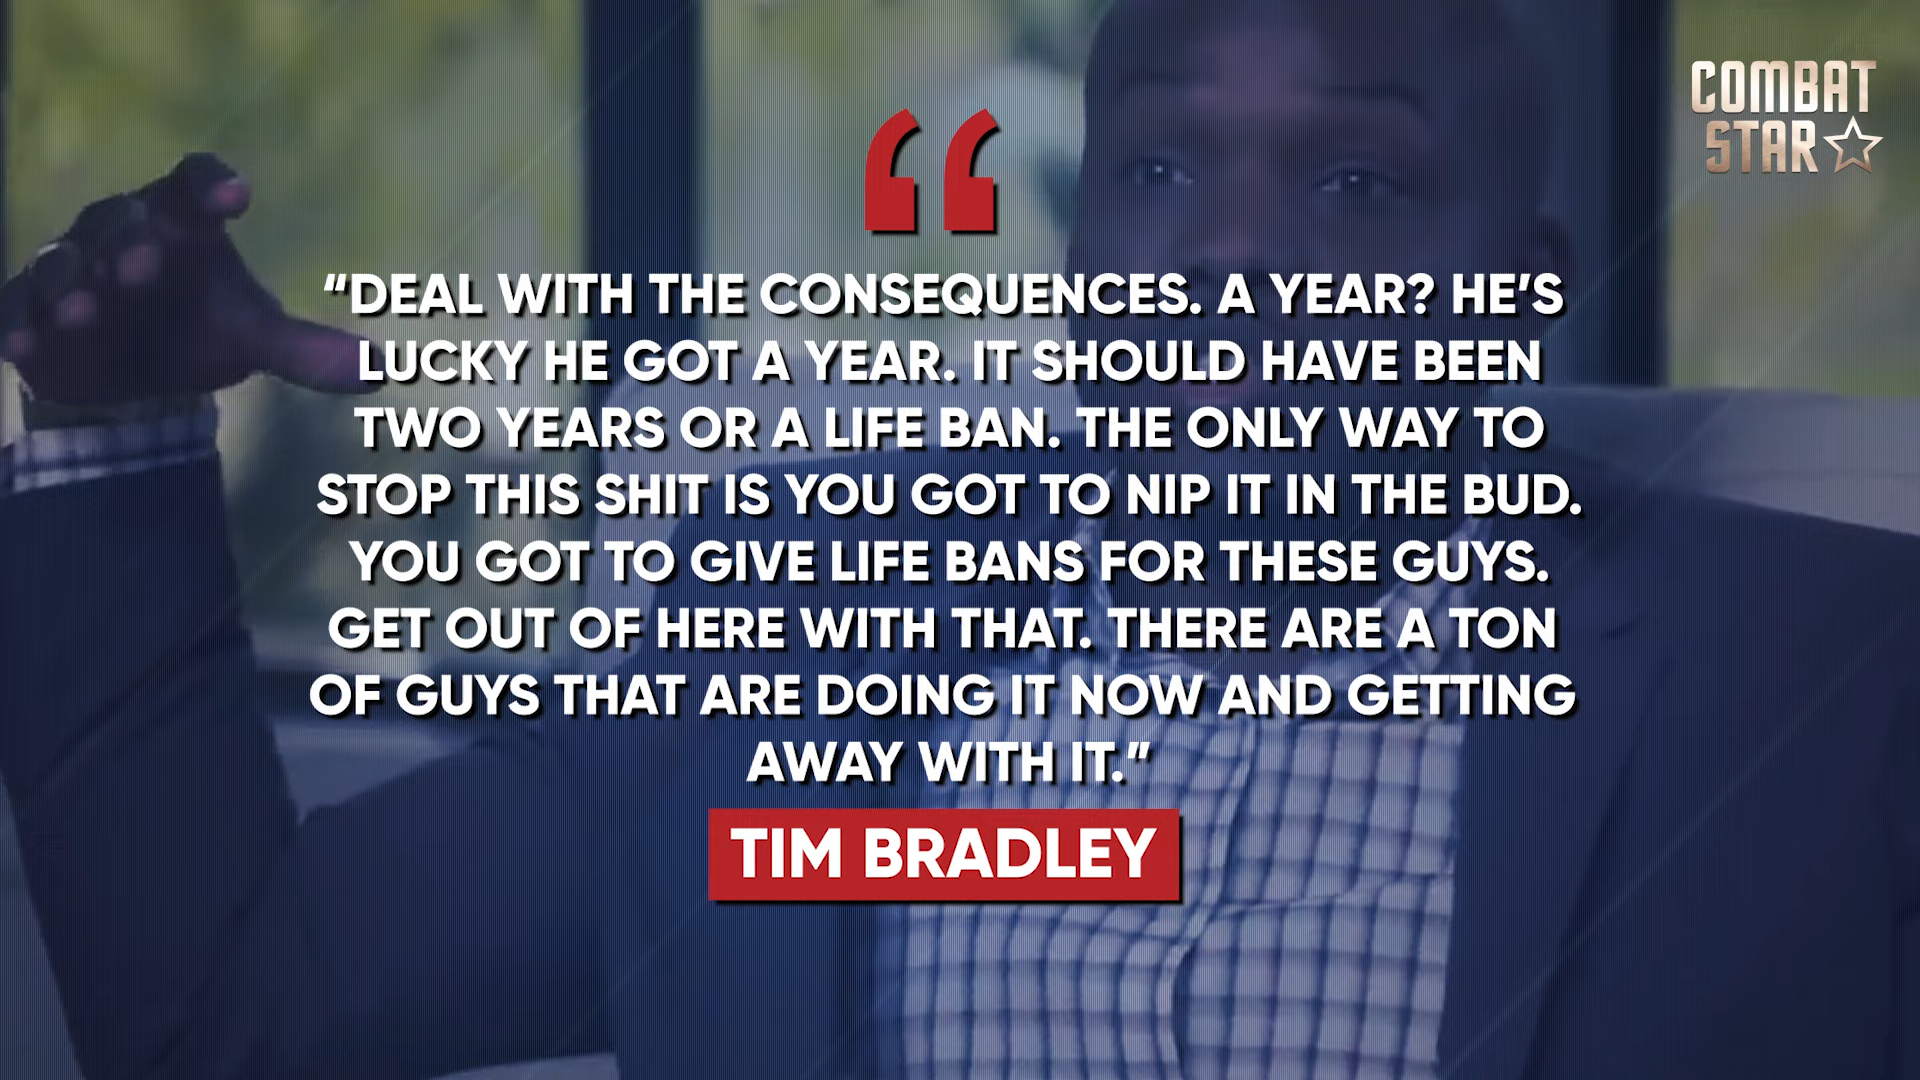 COMBAT
STAR
“
“DEAL WITH THE CONSEQUENCES. A YEAR? HE’S
LUCKY HE GOT A YEAR. IT SHOULD HAVE BEEN
TWO YEARS OR A LIFE BAN. THE ONLY WAY TO
STOP THIS SHIT IS YOU GOT TO NIP IT IN THE BUD.
YOU GOT TO GIVE LIFE BANS FOR THESE GUYS.
GET OUT OF HERE WITH THAT. THERE ARE A TON
OF GUYS THAT ARE DOING IT NOW AND GETTING
AWAY WITH IT.”
TIM BRADLEY